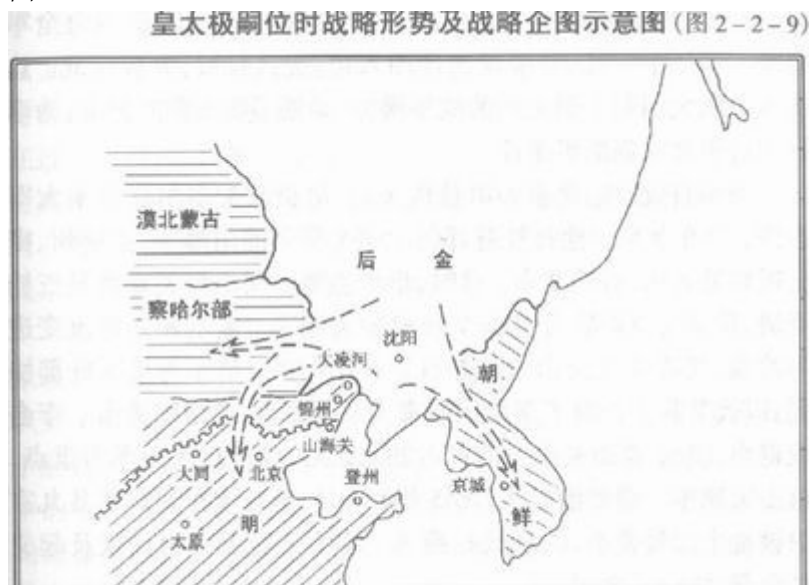 皇太极嗣位时战略形势及战略企图示意图(图2-2-9)
漠北蒙古
后 金
察哈尔部
沈阳
大凌河
朝
锦州
山海关
大同
北京
登州
京城
鲜
明
太原